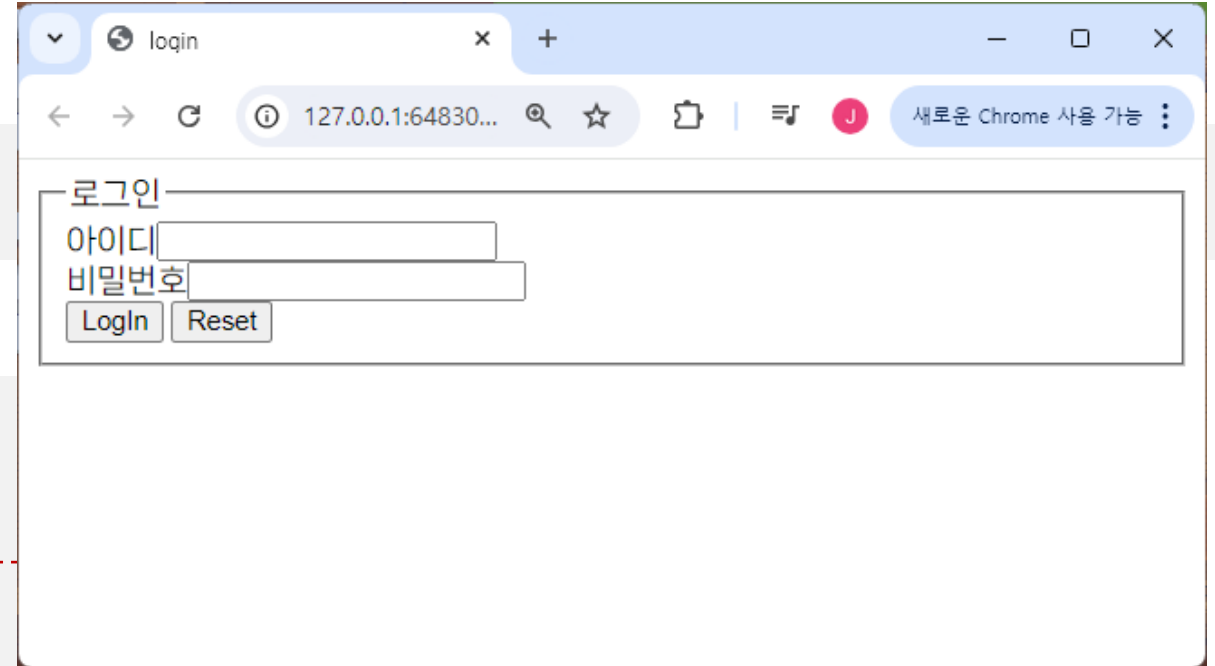 login
127.0.0.1:64830...
J
새로운 Chrome 사용 가능
로그인
아이디
비밀번호
LogIn Reset